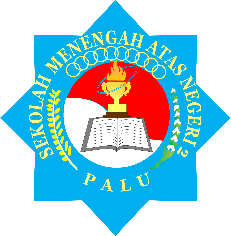 SEKOLAH MENENGAH ATAS NEGERI 2
PALU